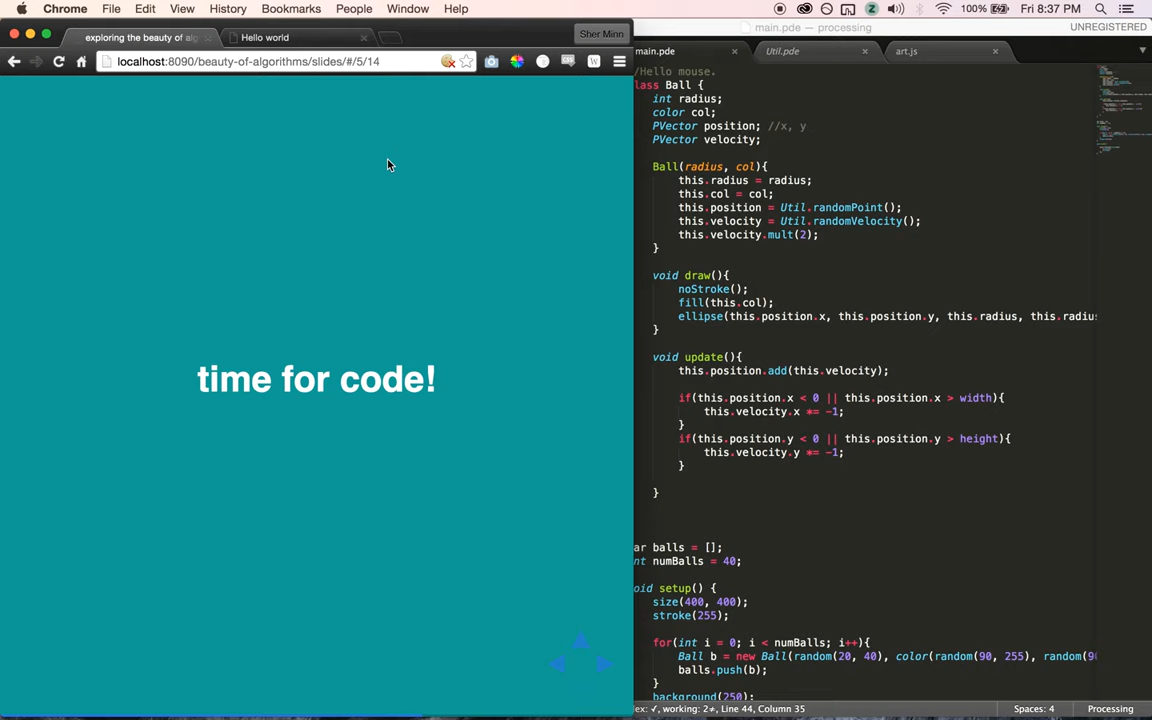 Chrome File Edit View History Bookmarks People Window Help 100% Fri 8:37 PM
exploring the beauty of alg
Hello world
Sher Minn
localhost:8090/beauty-of-algorithms/slides/#/5/14
time for code!
main.pde — processing
UNREGISTERED
main.pde
Util.pde
art.js
/Hello mouse.
lass Ball {
int radius;
color col;
PVector position; //x, y
PVector velocity;
Ball(radius, col){
this.radius = radius;
this.col = col;
this.position = Util.randomPoint();
this.velocity = Util.randomVelocity();
this.velocity.mult(2);
}
void draw(){
noStroke();
fill(this.col);
ellipse(this.position.x, this.position.y, this.radius, this.radius
}
void update(){
this.position.add(this.velocity);
if(this.position.x < 0 || this.position.x > width){
this.velocity.x *= -1;
}
if(this.position.y < 0 || this.position.y > height){
this.velocity.y *= -1;
}
}
ar balls = [];
nt numBalls = 40;
oid setup() {
size(400, 400);
stroke(255);
for(int i = 0; i < numBalls; i++){
Ball b = new Ball(random(20, 40), color(random(90, 255), random(90
balls.push(b);
}
background(250);
dex: ✓, working: 2≠, Line 44, Column 35
Spaces: 4
Processing